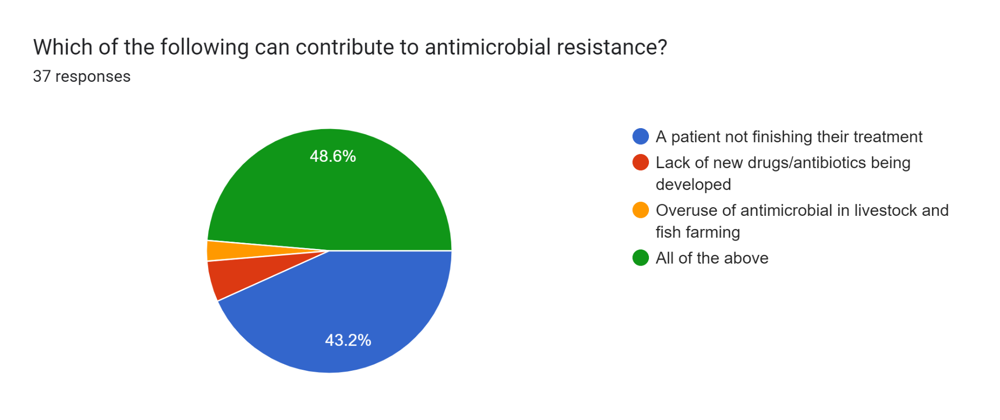 Which of the following can contribute to antimicrobial resistance?
37 responses
48.6%
43.2%
A patient not finishing their treatment
Lack of new drugs/antibiotics being
developed
Overuse of antimicrobial in livestock and
fish farming
All of the above